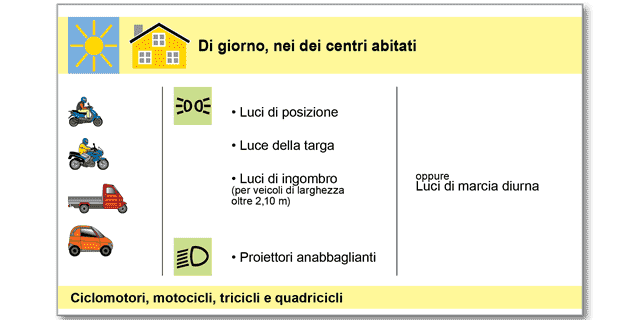 Di giorno, nei dei centri abitati
• Luci di posizione
• Luce della targa
• Luci di ingombro
(per veicoli di larghezza
oltre 2,10 m)
• Proiettori anabbaglianti
oppure
Luci di marcia diurna
Ciclomotori, motocicli, tricicli e quadricicli